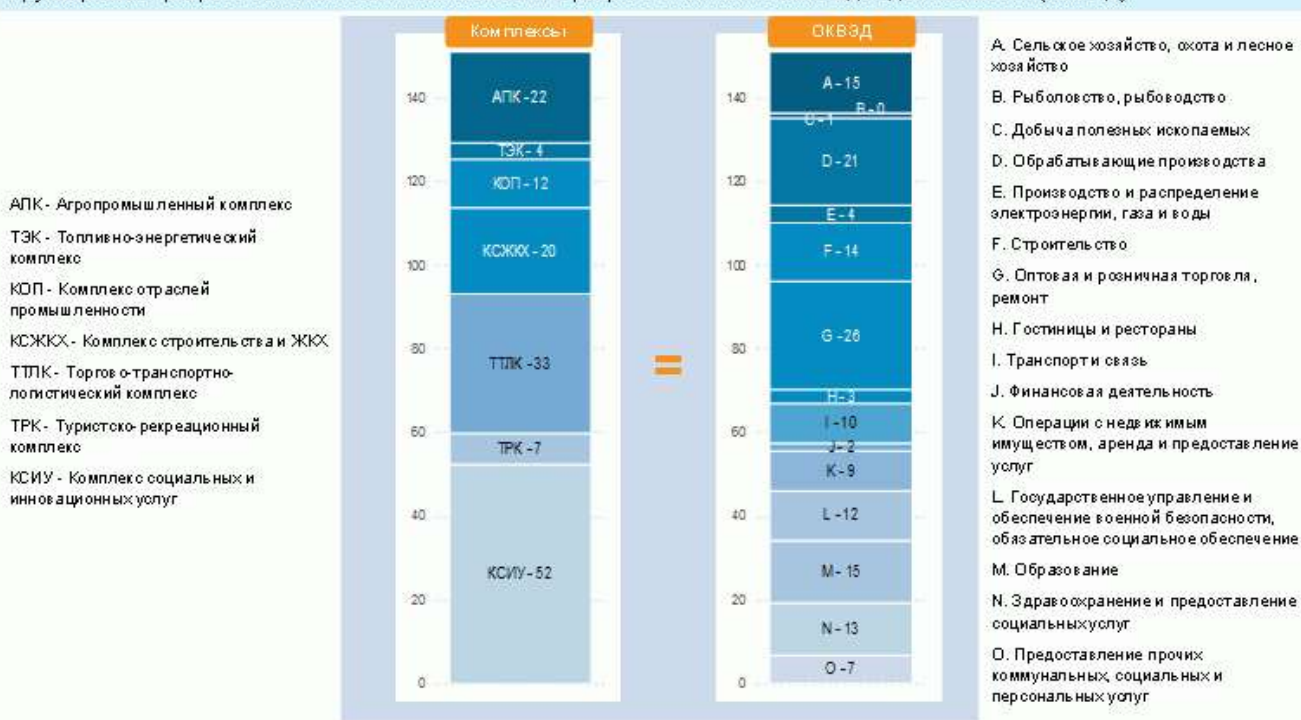 Комплексы
ОКВЭД
АПК - Агропромышленный комплекс
ТЭК - Топливно-энергетический
комплекс
КОП - Комплекс отраслей
промышленности
КСЖКХ - Комплекс строительства и ЖКХ
ТТЛК - Торгово-транспортно-
логистический комплекс
ТРК - Туристско-рекреационный
комплекс
КСИУ - Комплекс социальных и
инновационных услуг
140
120
100
80
60
40
20
0
АПК -22
ТЭК- 4
КОП - 12
КСЖКХ - 20
ТТЛК -33
ТРК -7
КСИУ- 52
=
140
120
100
80
60
40
20
0
A - 15
B - 0
C - 1
D - 21
E - 4
F - 14
G - 26
H - 3
I -10
J - 2
K - 9
L -12
M - 15
N - 13
O -7
A. Сельское хозяйство, охота и лесное
хозяйство
B. Рыболовство, рыбоводство
C. Добыча полезных ископаемых
D. Обрабатывающие производства
E. Производство и распределение
электроэнергии, газа и воды
F. Строительство
G. Оптовая и розничная торговля,
ремонт
H. Гостиницы и рестораны
I. Транспорт и связь
J. Финансовая деятельность
K. Операции с недвижимым
имуществом, аренда и предоставление
услуг
L. Государственное управление и
обеспечение военной безопасности,
обязательное социальное обеспечение
M. Образование
N. Здравоохранение и предоставление
социальных услуг
O. Предоставление прочих
коммунальных, социальных и
персональных услуг